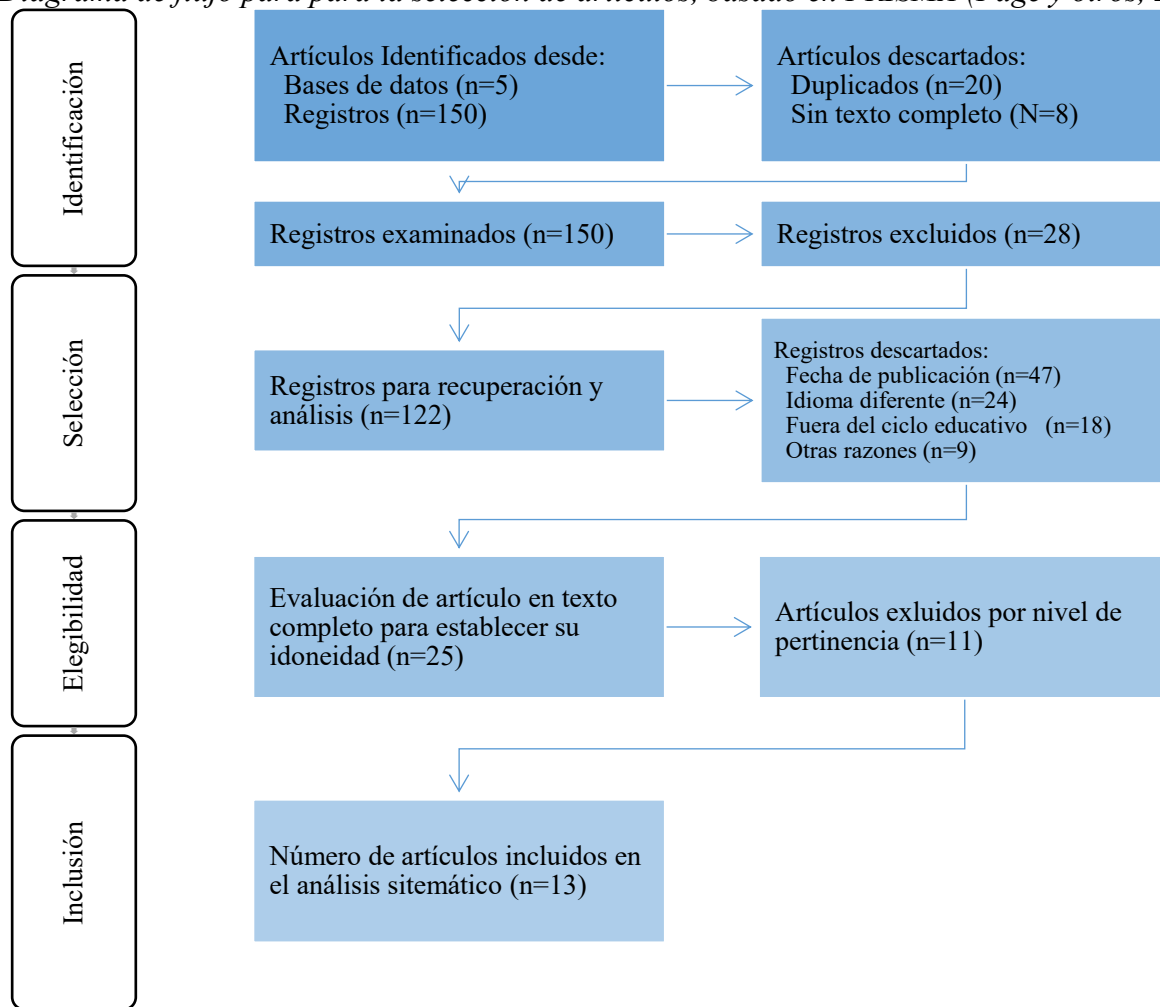 Diagrama de flujo para para la selección de artículos, basado en PRISMA (Page y otros,
Identificación
Artículos Identificados desde:
Bases de datos (n=5)
Registros (n=150)
Artículos descartados:
Duplicados (n=20)
Sin texto completo (N=8)
Registros examinados (n=150)
Registros excluidos (n=28)
Selección
Registros para recuperación y
análisis (n=122)
Registros descartados:
Fecha de publicación (n=47)
Idioma diferente (n=24)
Fuera del ciclo educativo (n=18)
Otras razones (n=9)
Elegibilidad
Evaluación de artículo en texto
completo para establecer su
idoneidad (n=25)
Artículos exluidos por nivel de
pertinencia (n=11)
Inclusión
Número de artículos incluidos en
el análisis sitemático (n=13)